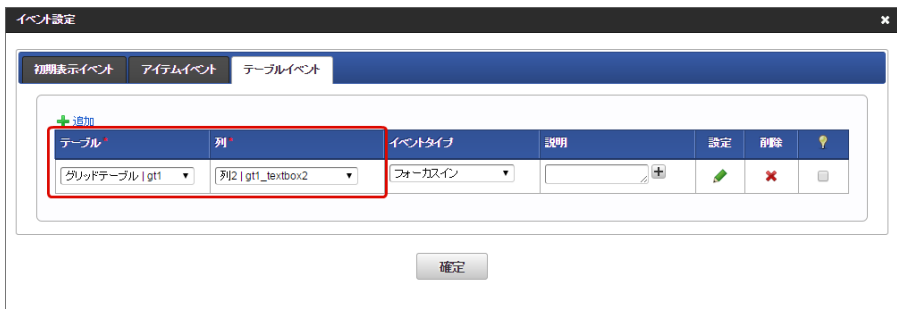 イベント設定
初期表示イベント アイテムイベント テーブルイベント
追加
テーブル* 列* イベントタイプ 説明 設定 削除
グリッドテーブル | gt1 列2 | gt1_textbox2 フォーカスイン
確定